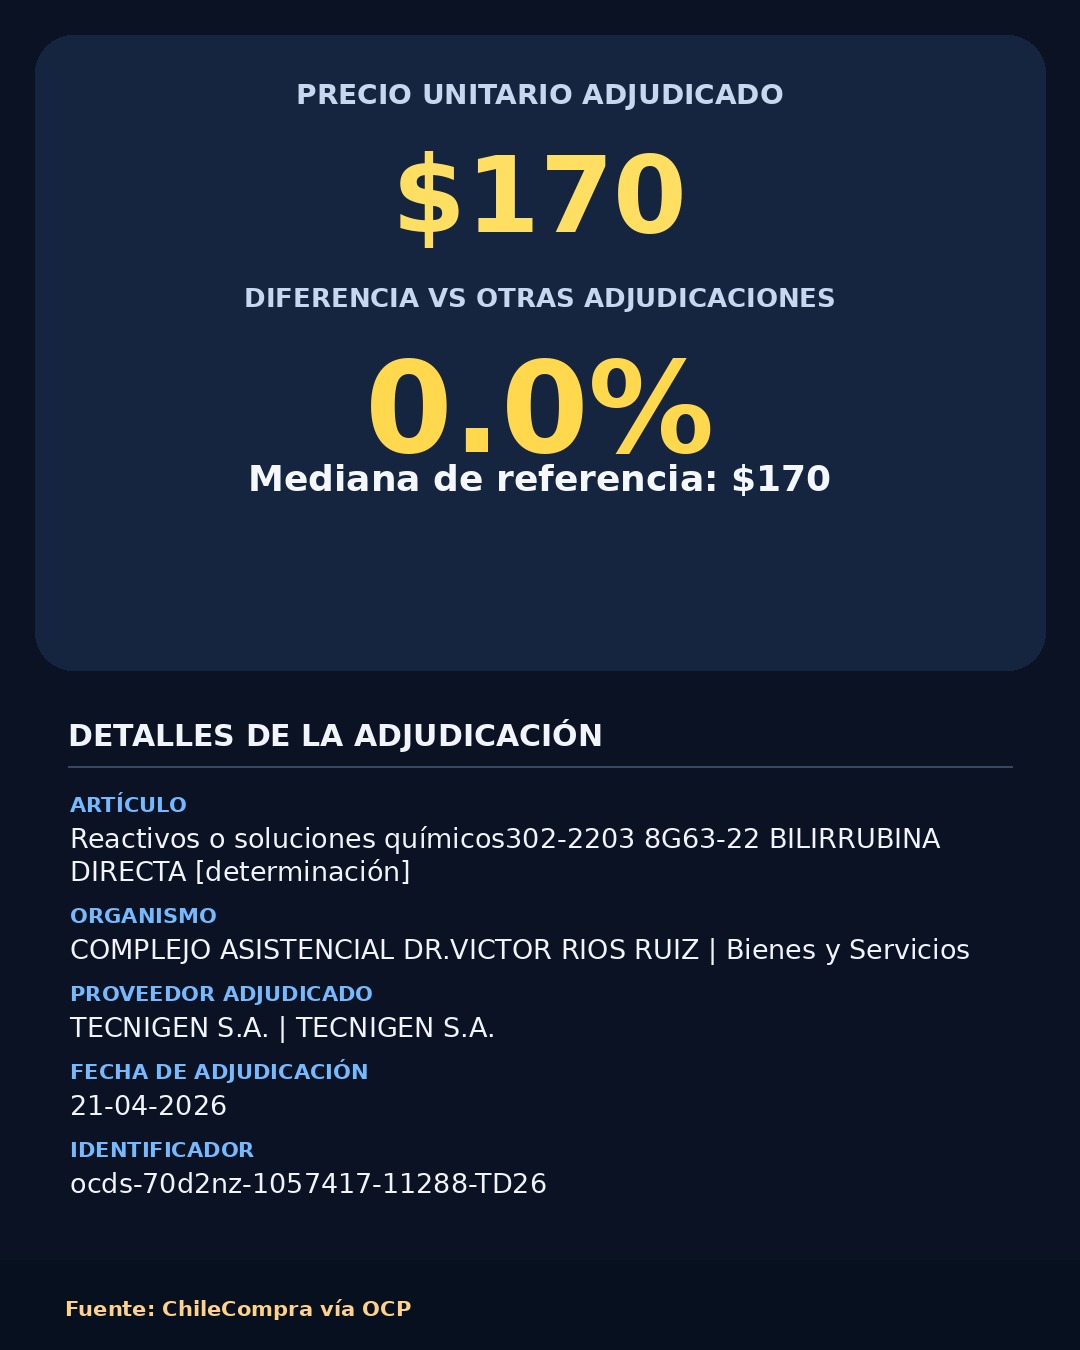 PRECIO UNITARIO ADJUDICADO
$170
DIFERENCIA VS OTRAS ADJUDICACIONES
0.0%
Mediana de referencia: $170
DETALLES DE LA ADJUDICACIÓN
ARTÍCULO
Reactivos o soluciones químicos302-2203 8G63-22 BILIRRUBINA
DIRECTA [determinación]
ORGANISMO
COMPLEJO ASISTENCIAL DR.VICTOR RIOS RUIZ | Bienes y Servicios
PROVEEDOR ADJUDICADO
TECNIGEN S.A. | TECNIGEN S.A.
FECHA DE ADJUDICACIÓN
21-04-2026
IDENTIFICADOR
ocds-70d2nz-1057417-11288-TD26
Fuente: ChileCompra vía OCP